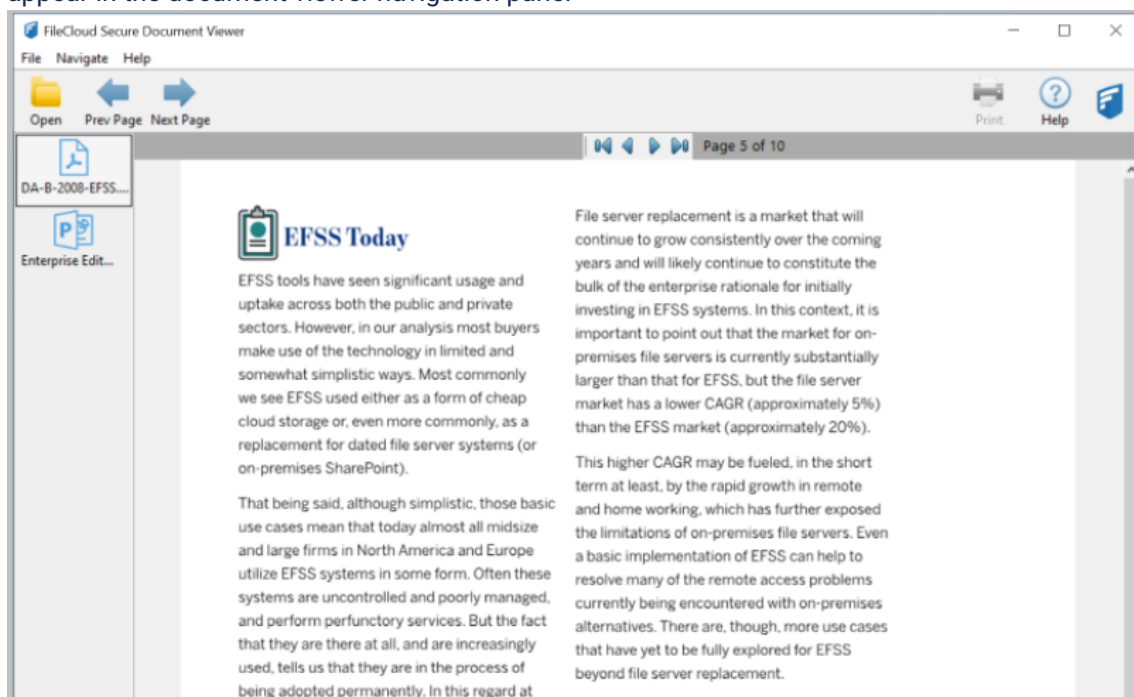 appear in the document viewer navigation panel
FileCloud Secure Document Viewer
File Navigate Help
Open Prev Page Next Page
Print Help
Page 5 of 10
DA-B-2008-EFSS....
Enterprise Edit...
EFSS Today
EFSS tools have seen significant usage and
uptake across both the public and private
sectors. However, in our analysis most buyers
make use of the technology in limited and
somewhat simplistic ways. Most commonly
we see EFSS used either as a form of cheap
cloud storage or, even more commonly, as a
replacement for dated file server systems (or
on-premises SharePoint).
That being said, although simplistic, those basic
use cases mean that today almost all midsize
and large firms in North America and Europe
utilize EFSS systems in some form. Often these
systems are uncontrolled and poorly managed,
and perform perfunctory services. But the fact
that they are there at all, and are increasingly
used, tells us that they are in the process of
being adopted permanently. In this regard at
File server replacement is a market that will
continue to grow consistently over the coming
years and will likely continue to constitute the
bulk of the enterprise rationale for initially
investing in EFSS systems. In this context, it is
important to point out that the market for on-
premises file servers is currently substantially
larger than that for EFSS, but the file server
market has a lower CAGR (approximately 5%)
than the EFSS market (approximately 20%).
This higher CAGR may be fueled, in the short
term at least, by the rapid growth in remote
and home working, which has further exposed
the limitations of on-premises file servers. Even
a basic implementation of EFSS can help to
resolve many of the remote access problems
currently being encountered with on-premises
alternatives. There are, though, more use cases
that have yet to be fully explored for EFSS
beyond file server replacement.